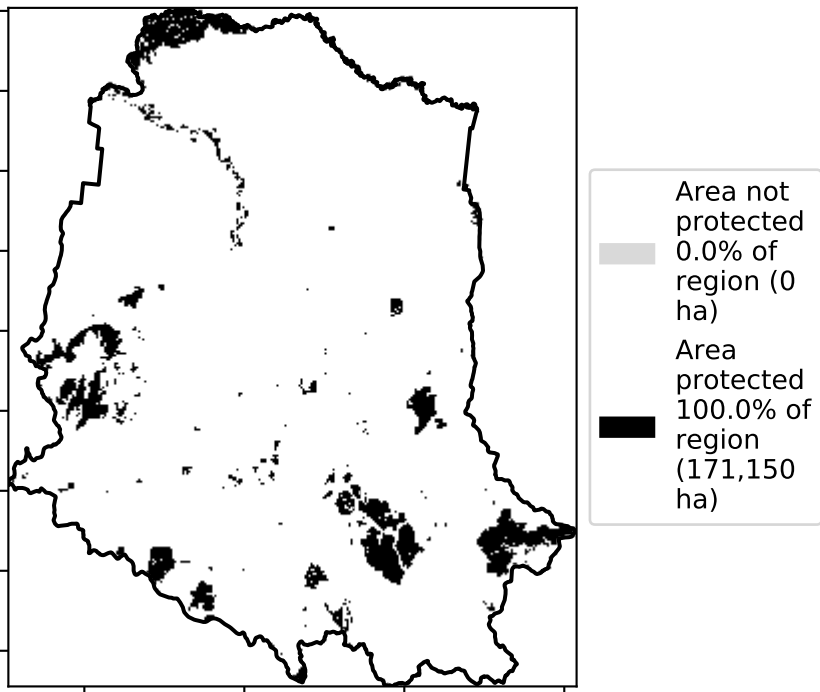 Area not
protected
0.0% of
region (0
ha)
Area
protected
100.0% of
region
(171,150
ha)